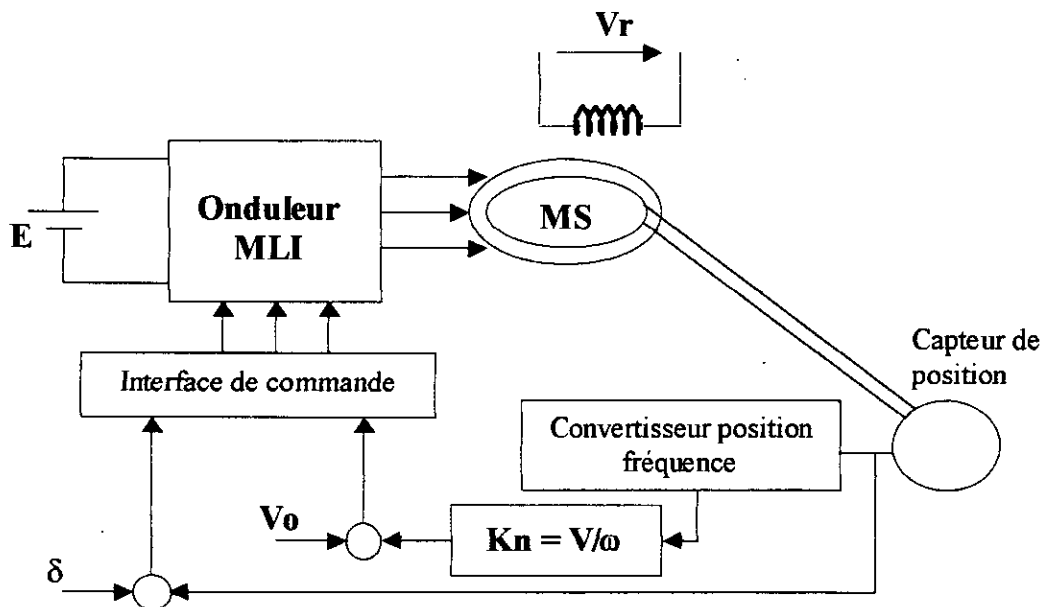 Vr
Onduleur
MLI
E
MS
Interface de commande
Capteur de
position
Convertisseur position
fréquence
Vo
Kn = V/ω
δ